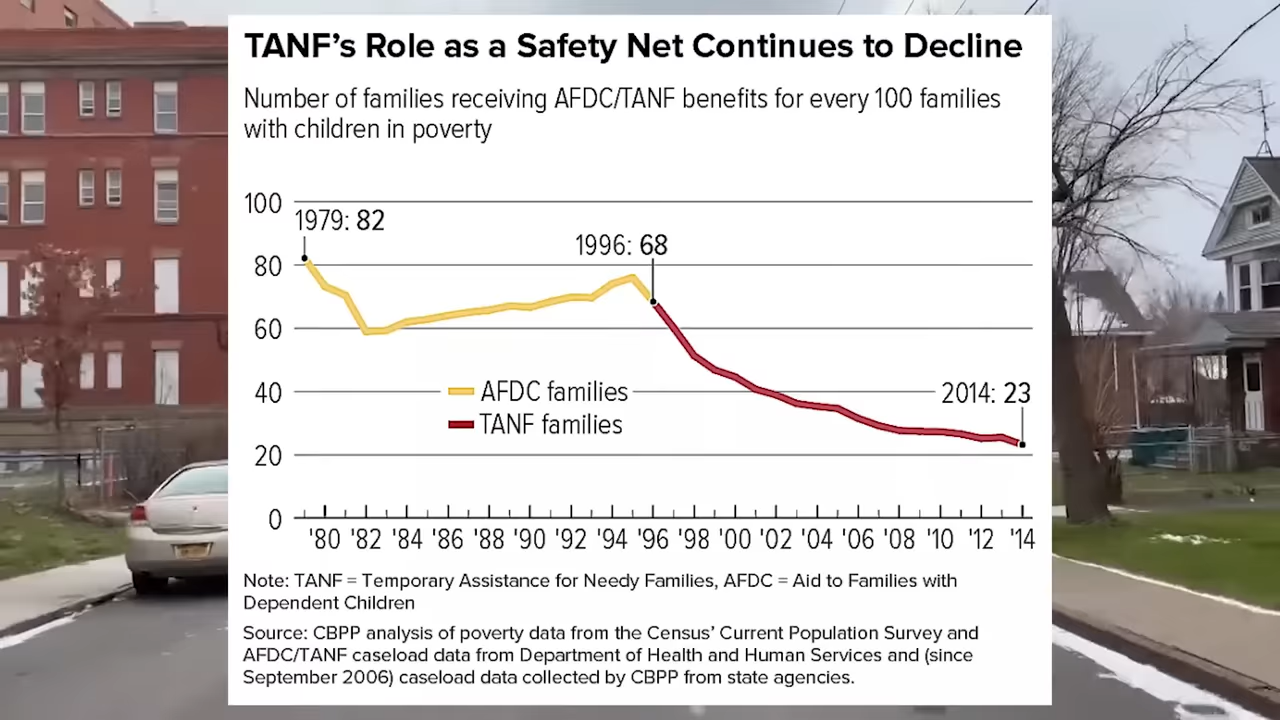 TANF’s Role as a Safety Net Continues to Decline
Number of families receiving AFDC/TANF benefits for every 100 families
with children in poverty
100
1979: 82
1996: 68
80
60
40
AFDC families
2014: 23
TANF families
20
0
'80 '82 '84 '86 '88 '90 '92 '94 '96 '98 '00 '02 '04 '06 '08 '10 '12 '14
Note: TANF = Temporary Assistance for Needy Families, AFDC = Aid to Families with
Dependent Children
Source: CBPP analysis of poverty data from the Census’ Current Population Survey and
AFDC/TANF caseload data from Department of Health and Human Services and (since
September 2006) caseload data collected by CBPP from state agencies.